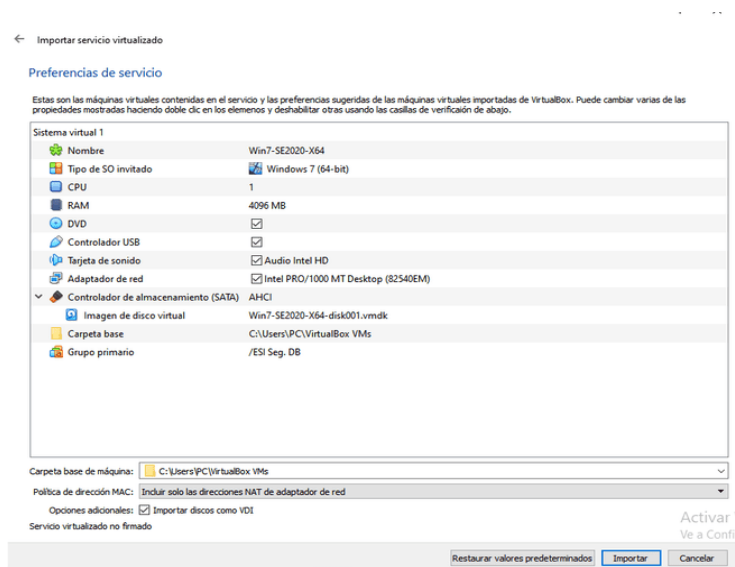 Importar servicio virtualizado
Preferencias de servicio
Estas son las máquinas virtuales contenidas en el servicio y las preferencias sugeridas de las máquinas virtuales importadas de VirtualBox. Puede cambiar varias de las
propiedades mostradas haciendo doble clic en los elemenos y deshabilitar otras usando las casillas de verificación de abajo.
Sistema virtual 1
Nombre Win7-SE2020-X64
Tipo de SO invitado Windows 7 (64-bit)
CPU 1
RAM 4096 MB
DVD
Controlador USB
Tarjeta de sonido Audio Intel HD
Adaptador de red Intel PRO/1000 MT Desktop (82540EM)
Controlador de almacenamiento (SATA) AHCI
Imagen de disco virtual Win7-SE2020-X64-disk001.vmdk
Carpeta base C:\Users\PC\VirtualBox VMs
Grupo primario /ESI Seg. DB
Carpeta base de máquina: C:\Users\PC\VirtualBox VMs
Política de dirección MAC: Incluir solo las direcciones NAT de adaptador de red
Opciones adicionales: Importar discos como VDI
Servicio virtualizado no firmado
Activar
Ve a Confi
Restaurar valores predeterminados Importar Cancelar